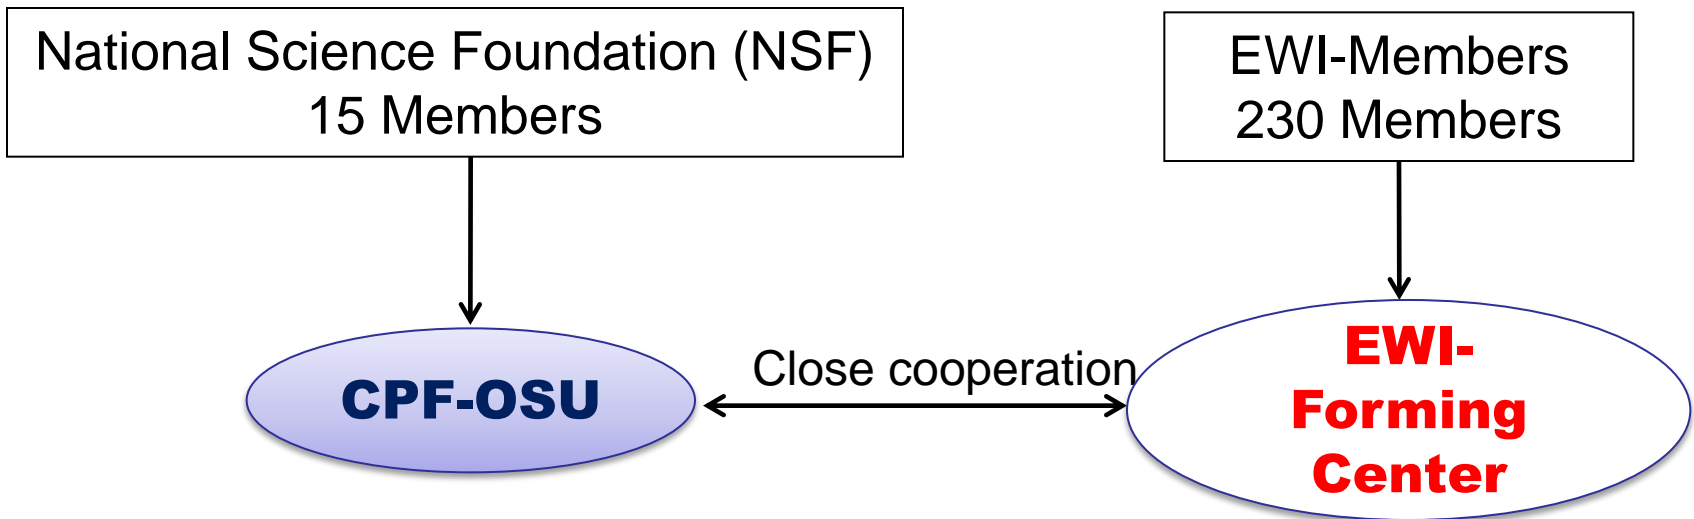 National Science Foundation (NSF)
15 Members
EWI-Members
230 Members
Close cooperation
CPF-OSU
EWI-
Forming
Center